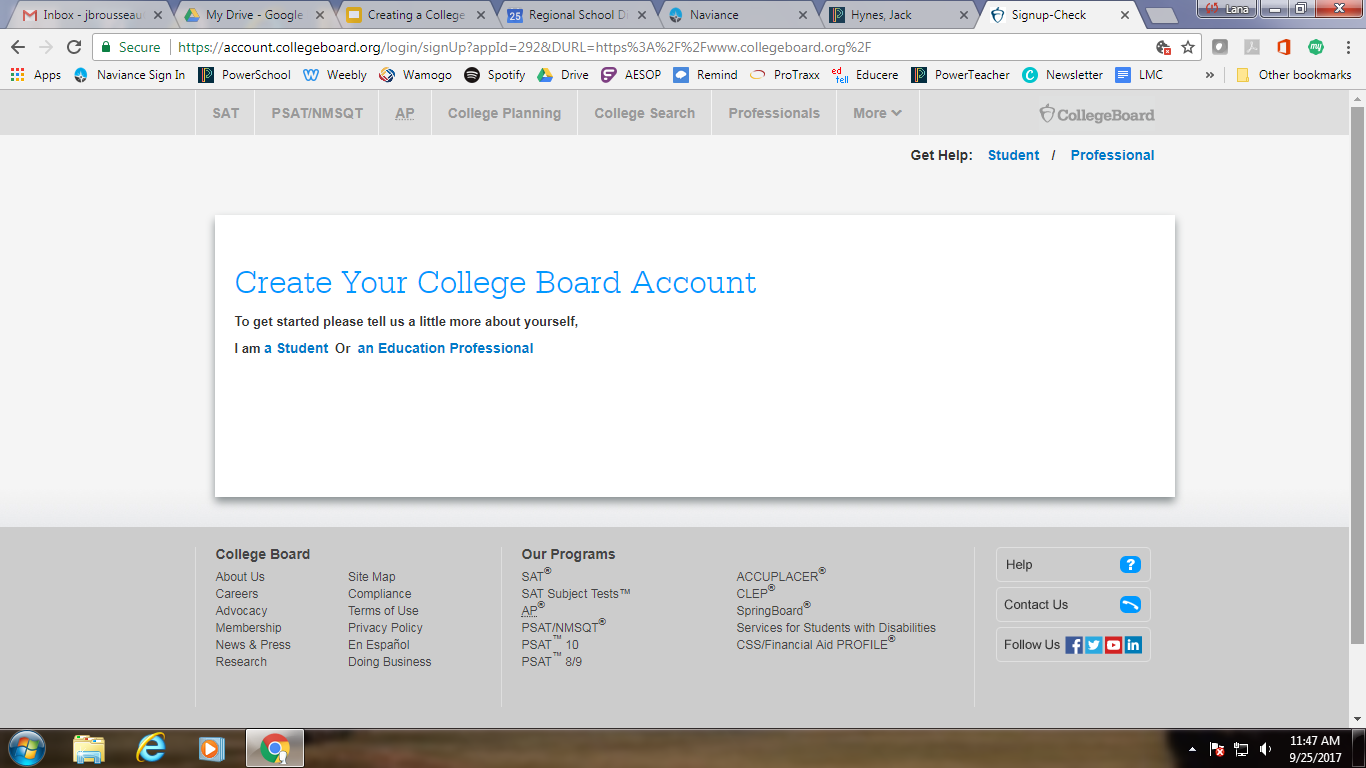 Inbox - jbrousseau
My Drive - Google
Creating a College
Regional School Di
Naviance
Hynes, Jack
Signup-Check
Lana
Secure https://account.collegeboard.org/login/signUp?appId=292&DURL=https%3A%2F%2Fwww.collegeboard.org%2F
Apps Naviance Sign In PowerSchool Weebly Wamogo Spotify Drive AESOP Remind ProTraxx Educere PowerTeacher Newsletter LMC » Other bookmarks
SAT PSAT/NMSQT AP College Planning College Search Professionals More CollegeBoard
Get Help: Student / Professional
Create Your College Board Account
To get started please tell us a little more about yourself,
I am a Student Or an Education Professional
College Board
About Us
Careers
Advocacy
Membership
News & Press
Research
Site Map
Compliance
Terms of Use
Privacy Policy
En Español
Doing Business
Our Programs
SAT®
SAT Subject Tests™
AP®
PSAT/NMSQT®
PSAT™ 10
PSAT™ 8/9
ACCUPLACER®
CLEP®
SpringBoard®
Services for Students with Disabilities
CSS/Financial Aid PROFILE®
Help ?
Contact Us
Follow Us
11:47 AM
9/25/2017